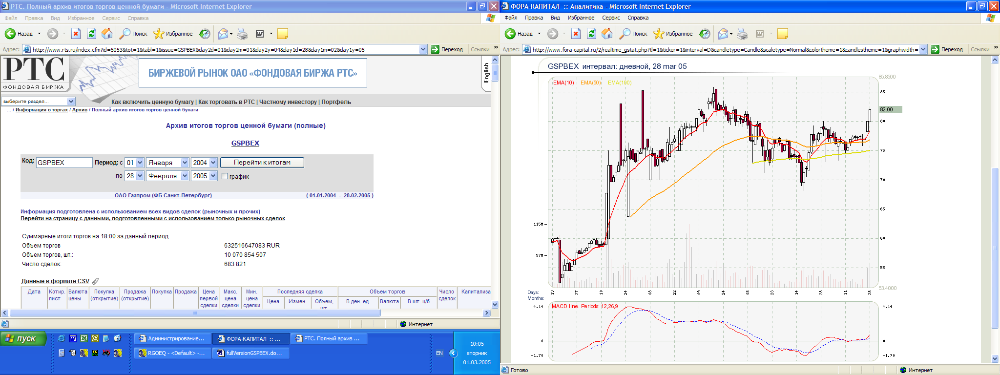 РТС. Полный архив итогов торгов ценной бумаги - Microsoft Internet Explorer
Файл Правка Вид Избранное Сервис Справка
Назад Поиск Избранное
Адрес: http://www.rts.ru/index.cfm?id=5053&tot=1&tabl=1&issue=GSPBEX&day2d=01&day2m=01&day2y=04&day1d=28&day1m=02&day1y=05 Переход Ссылки »
РТС
ФОНДОВАЯ БИРЖА
БИРЖЕВОЙ РЫНОК ОАО «ФОНДОВАЯ БИРЖА РТС»
English
выберите раздел...
Как включить ценную бумагу | Как торговать в РТС | Частному инвестору | Портфель
... / Информация о торгах / Архив / Полный архив итогов торгов ценной бумаги
Архив итогов торгов ценной бумаги (полные)
GSPBEX
Код: GSPBEX Период: с 01 Января 2004 Перейти к итогам
по 28 Февраля 2005 график
ОАО Газпром (ФБ Санкт-Петербург) ( 01.01.2004 - 28.02.2005 )
Информация подготовлена с использованием всех видов сделок (рыночных и прочих)
Перейти на страницу с данными, подготовленными с использованием только рыночных сделок
Суммарные итоги торгов на 18:00 за данный период
Объем торгов 632516647083 RUR
Объем торгов, шт.: 10 070 854 507
Число сделок: 683 821
Данные в формате CSV
Дата Котир. лист Валюта цены Покупка (открытие) Продажа (открытие) Покупка Продажа Цена первой сделки Макс. цена сделки Мин. цена сделки Последняя сделка Объем торгов Число сделок Капитализа
Цена Измен. Объем, В ден. ед. Валюта В шт. ц/б
Интернет
пуск
Администрирование... ФОРА-КАПИТАЛ :: ... РТС. Полный архив ...
RGOEQ - <Default> -... fullVersionGSPBEX.do...
EN
10:05
вторник
01.03.2005
ФОРА-КАПИТАЛ :: Аналитика - Microsoft Internet Explorer
Файл Правка Вид Избранное Сервис Справка
Назад Поиск Избранное
Адрес: http://www.fora-capital.ru/2/realtime_gstat.php?tl=1&ticker=1&interval=D&candletype=Candle&scaletype=Normal&colortheme=1&candlestheme=1&graphwidth= Переход Ссылки »
GSPBEX интервал: дневной, 28 mar 05
EMA(10) EMA(50) EMA(100)
85.8500
85
82.00
80
75
70
65
60
55
53.4000
115M
57M
Days:
Months:
13 27 10 24 08 22 09 24 08 23 14 28 11 28
MACD line. Periods: 12,26,9
4.14 4.14
0 0
-1.70 -1.70
Готово Интернет